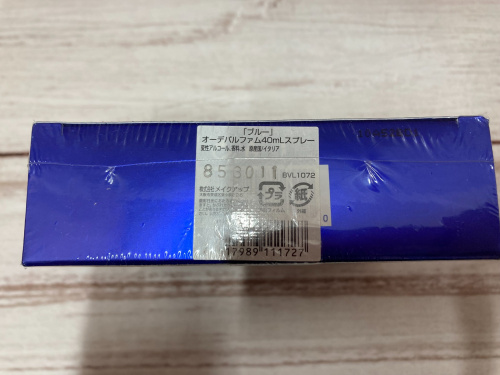 「ブルー」
オーデパルファム40mLスプレー
変性アルコール、香料、水 原産国/イタリア
853011 BVL1072
株式会社メイクアップ
プラ 紙
0
17989 111727